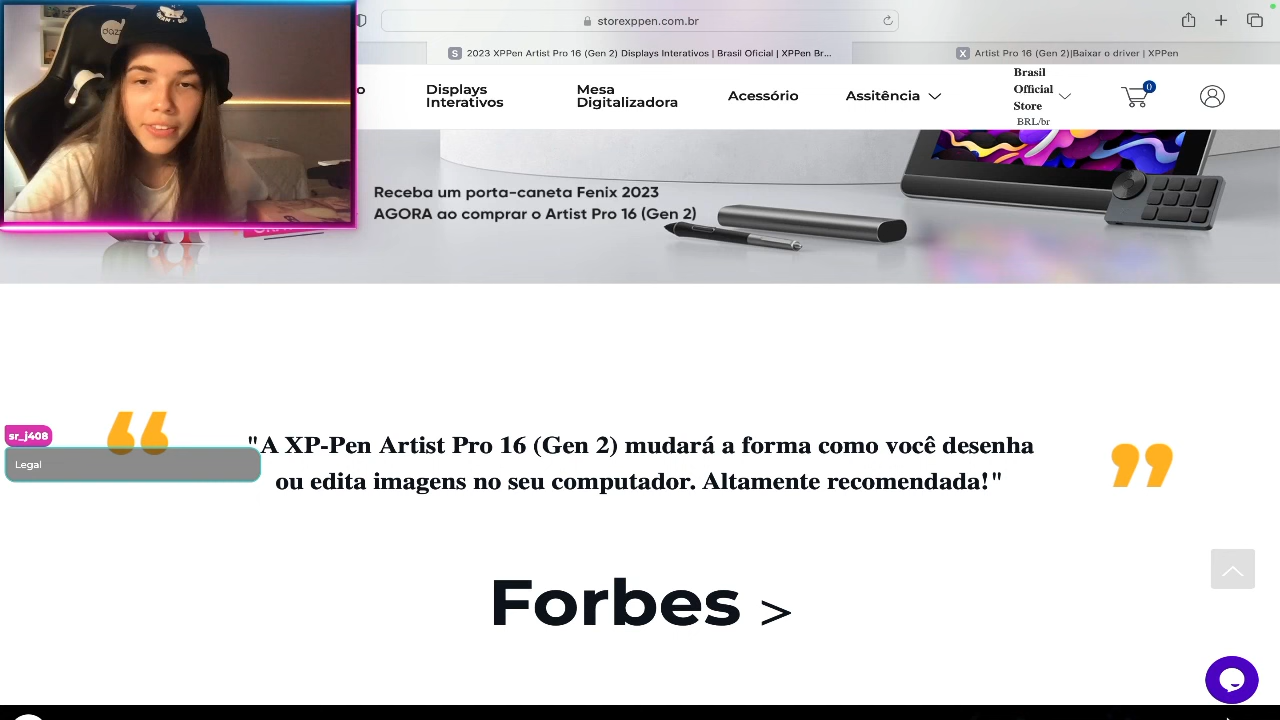 storexppen.com.br
S 2023 XPPen Artist Pro 16 (Gen 2) Displays Interativos | Brasil Oficial | XPPen Br...
X Artist Pro 16 (Gen 2)|Baixar o driver | XPPen
o
Displays
Interativos
Mesa
Digitalizadora
Acessório
Assitência
Brasil
Official
Store
BRL/br
0
Receba um porta-caneta Fenix 2023
AGORA ao comprar o Artist Pro 16 (Gen 2)
sr_j408
Legal
"A XP-Pen Artist Pro 16 (Gen 2) mudará a forma como você desenha
ou edita imagens no seu computador. Altamente recomendada!"
Forbes >